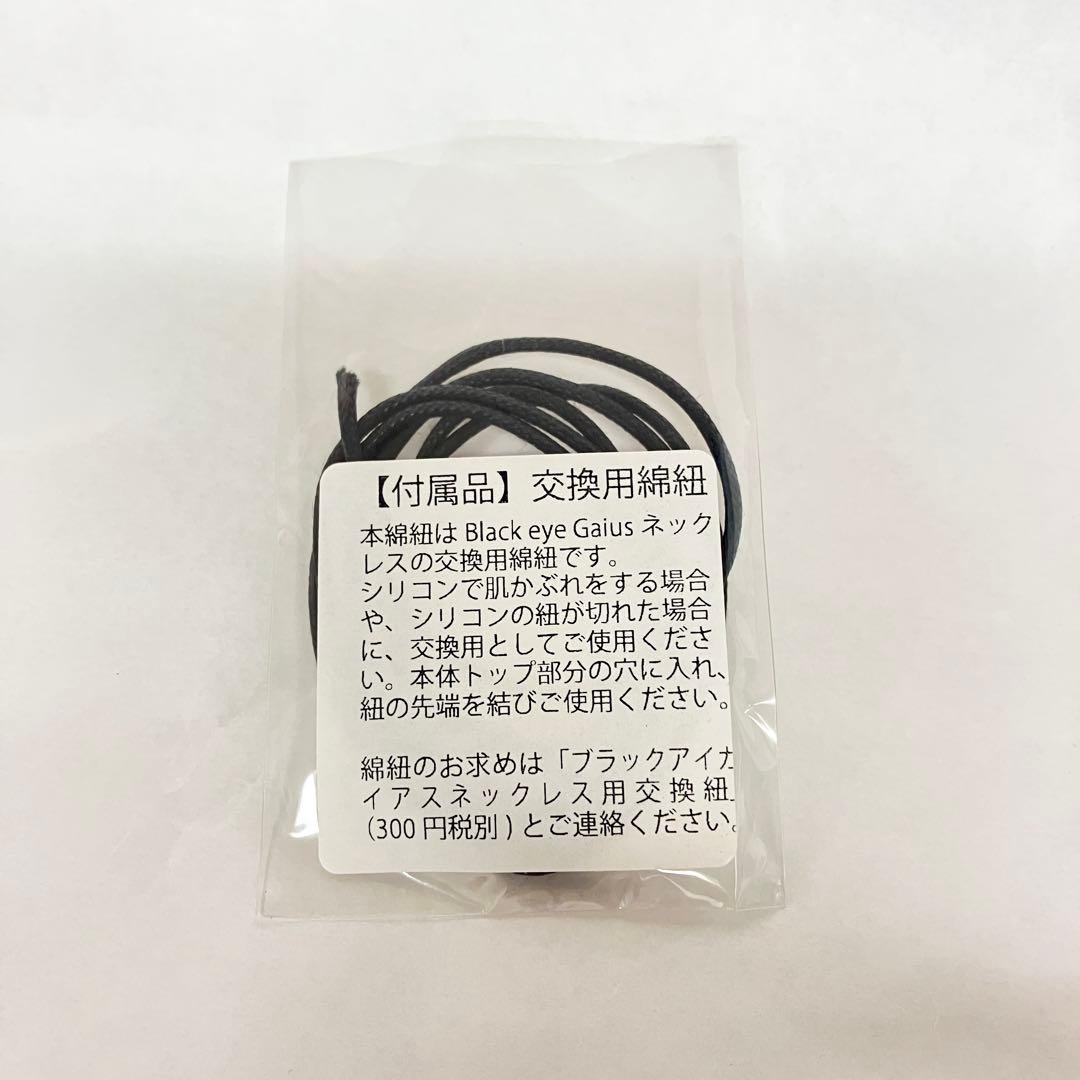 【付属品】交換用綿紐
本綿紐は Black eye Gaius ネック
レスの交換用綿紐です。
シリコンで肌かぶれをする場合
や、シリコンの紐が切れた場合
に、交換用としてご使用くださ
い。本体トップ部分の穴に入れ、
紐の先端を結びご使用ください。
綿紐のお求めは「ブラックアイガ
イアスネックレス用交換紐」
（300 円税別 ) とご連絡ください。